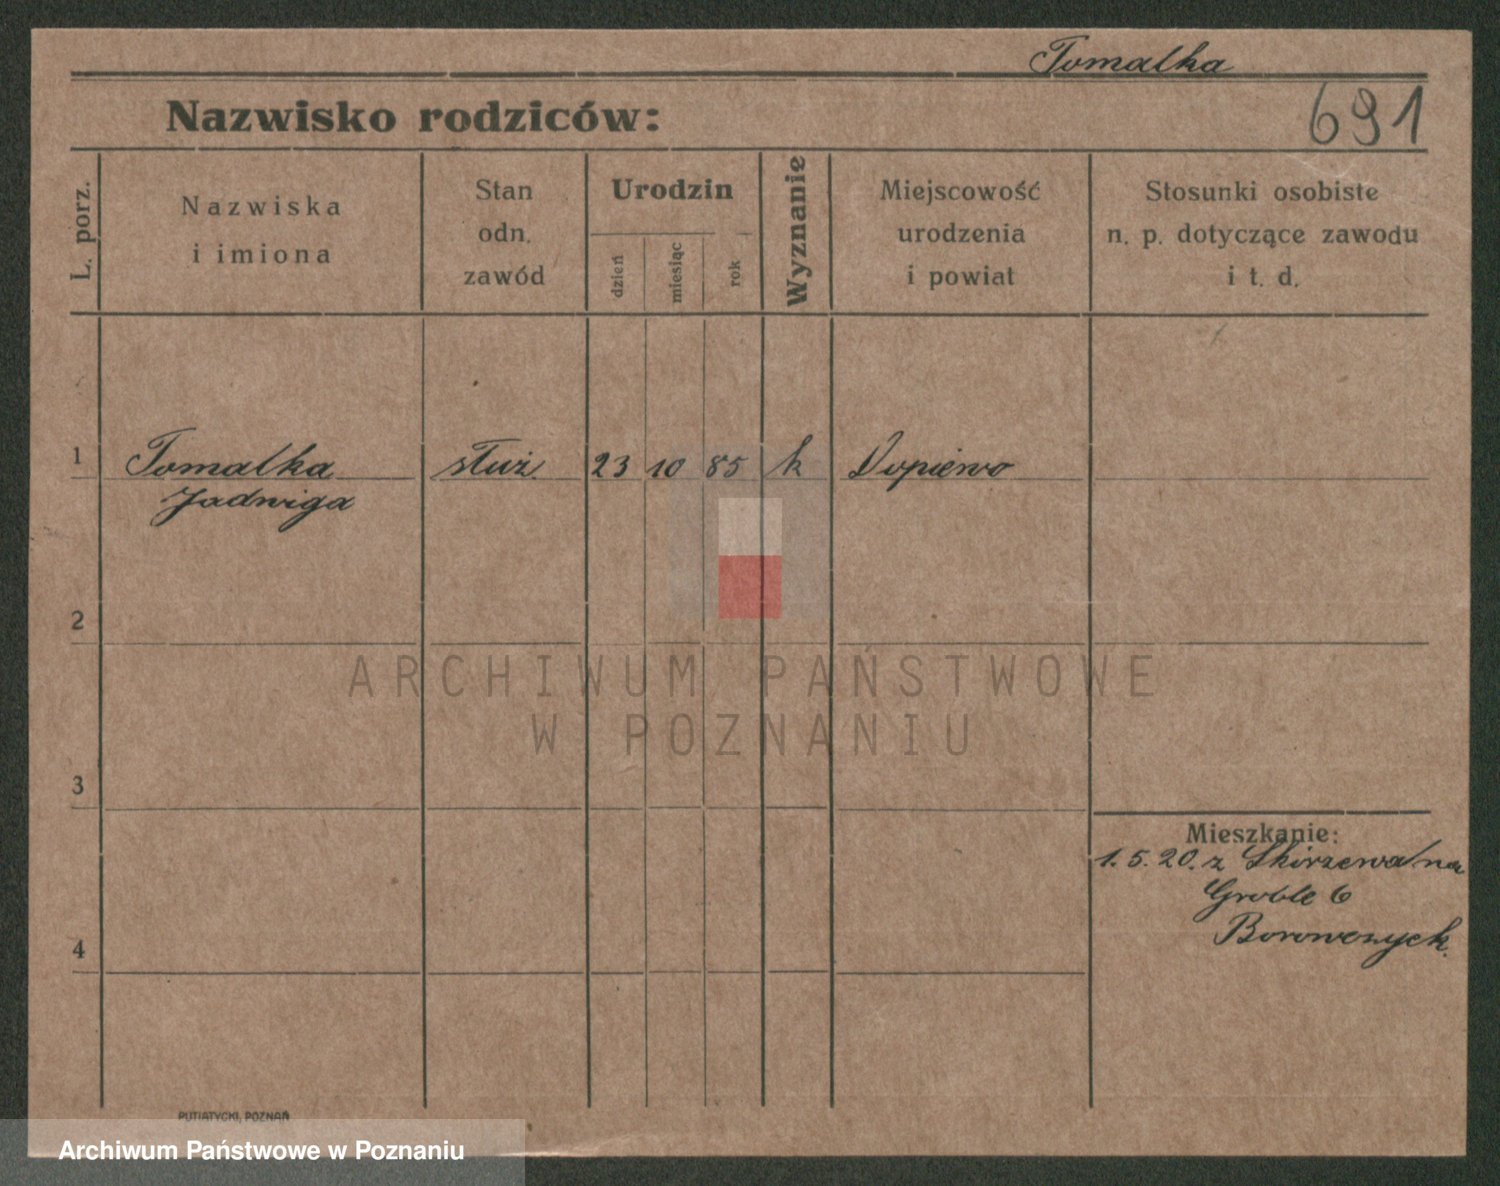 Tomalka
Nazwisko rodziców:
691
L. porz.
Nazwiska
i imiona
Stan
odn.
zawód
Urodzin
dzień
miesiąc
rok
Wyznanie
Miejscowość
urodzenia
i powiat
Stosunki osobiste
n. p. dotyczące zawodu
i t. d.
1
Tomalka
Jadwiga
służ.
23
10
85
k
Dopiewo
2
ARCHIWUM PAŃSTWOWE
W POZNANIU
3
Mieszkanie:
1. 5. 20. z na
Groble 6
Borowczyck.
4
PUTIATYCKI, POZNAŃ
Archiwum Państwowe w Poznaniu